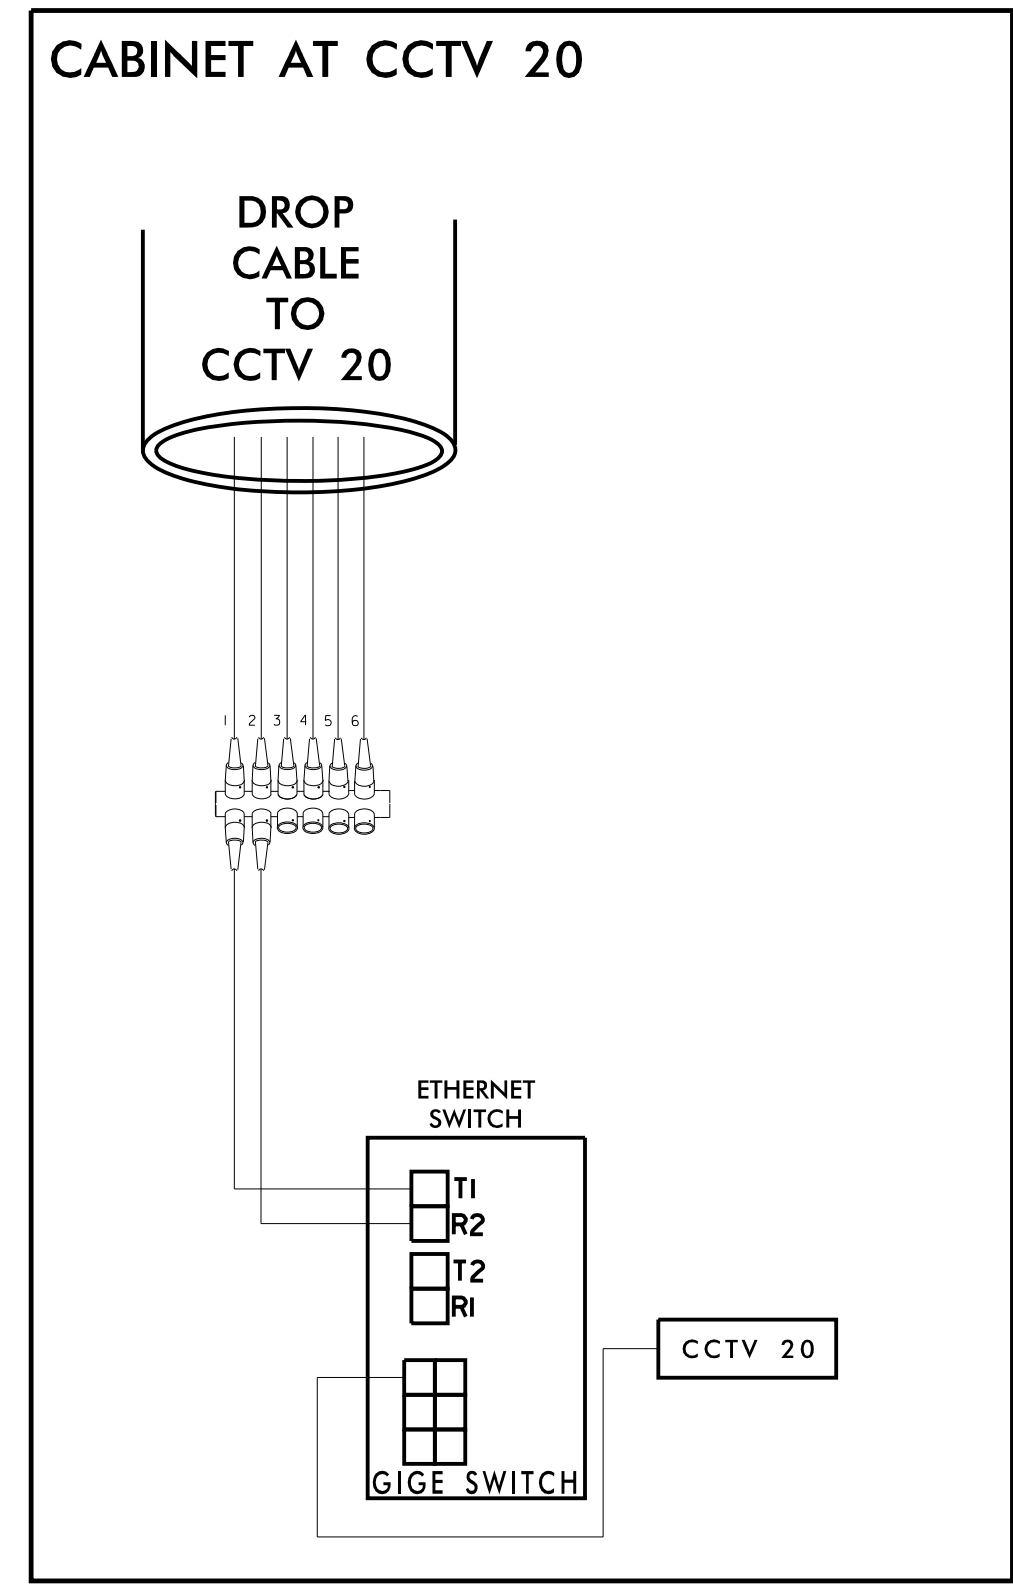 CABINET AT CCTV 20
DROP
CABLE
TO
CCTV 20
1 2 3 4 5 6
ETHERNET
SWITCH
T1
R2
T2
R1
CCTV 20
GIGE SWITCH